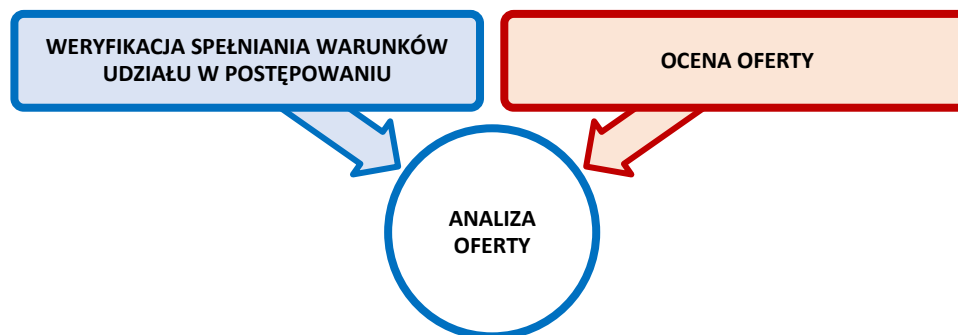 WERYFIKACJA SPEŁNIANIA WARUNKÓW
UDZIAŁU W POSTĘPOWANIU
OCENA OFERTY
ANALIZA
OFERTY